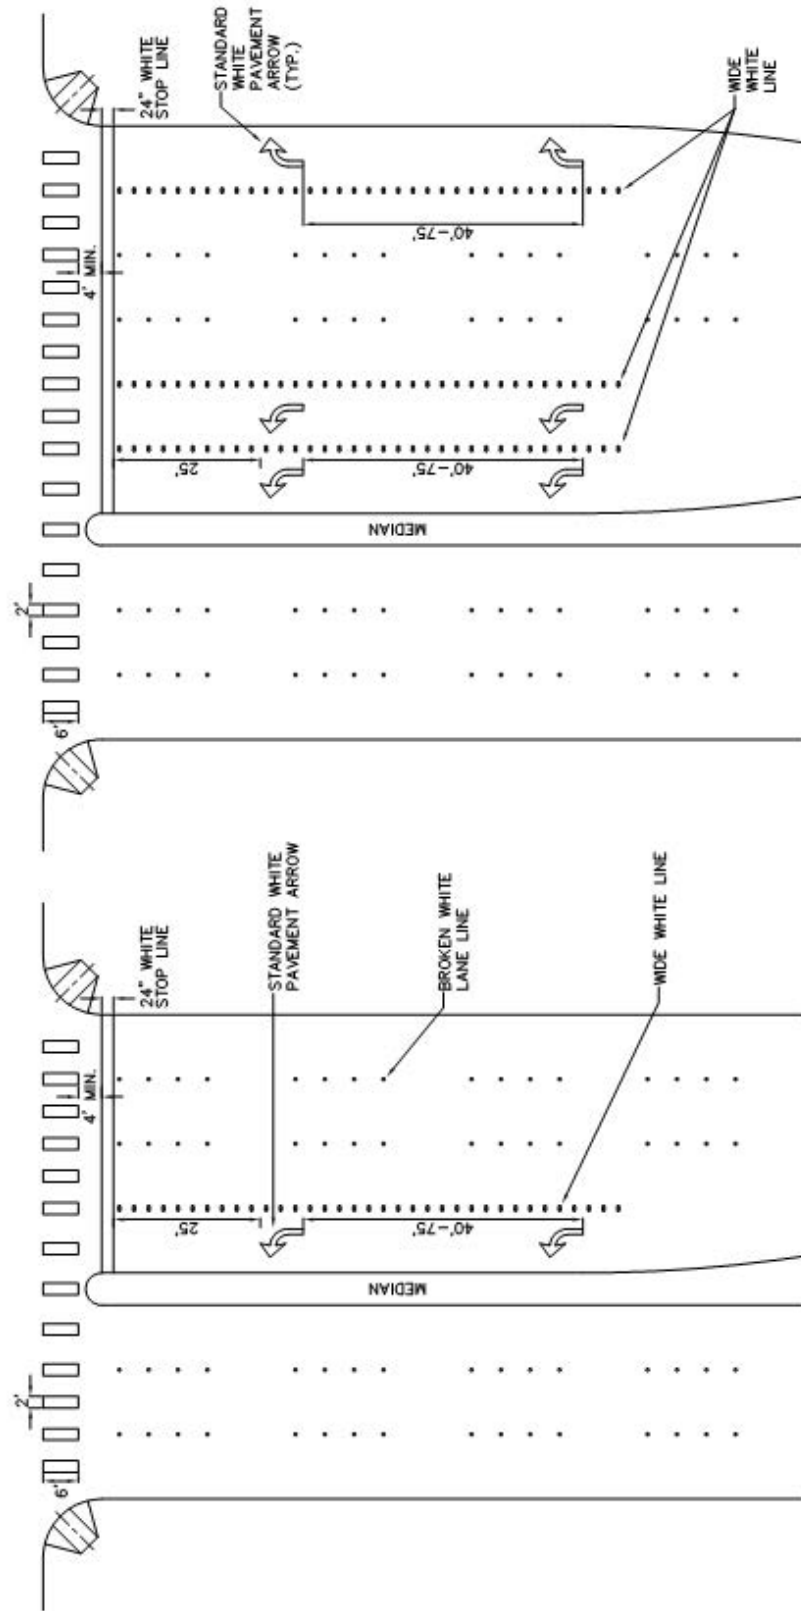 24" WHITE
STOP LINE
STANDARD
WHITE
PAVEMENT
ARROW
(TYP.)
WIDE
WHITE
LINE
4' MIN.
40'-75'
25'
40'-75'
MEDIAN
2'
6'
24" WHITE
STOP LINE
STANDARD WHITE
PAVEMENT ARROW
BROKEN WHITE
LANE LINE
WIDE WHITE LINE
4' MIN.
25'
40'-75'
MEDIAN
2'
6'